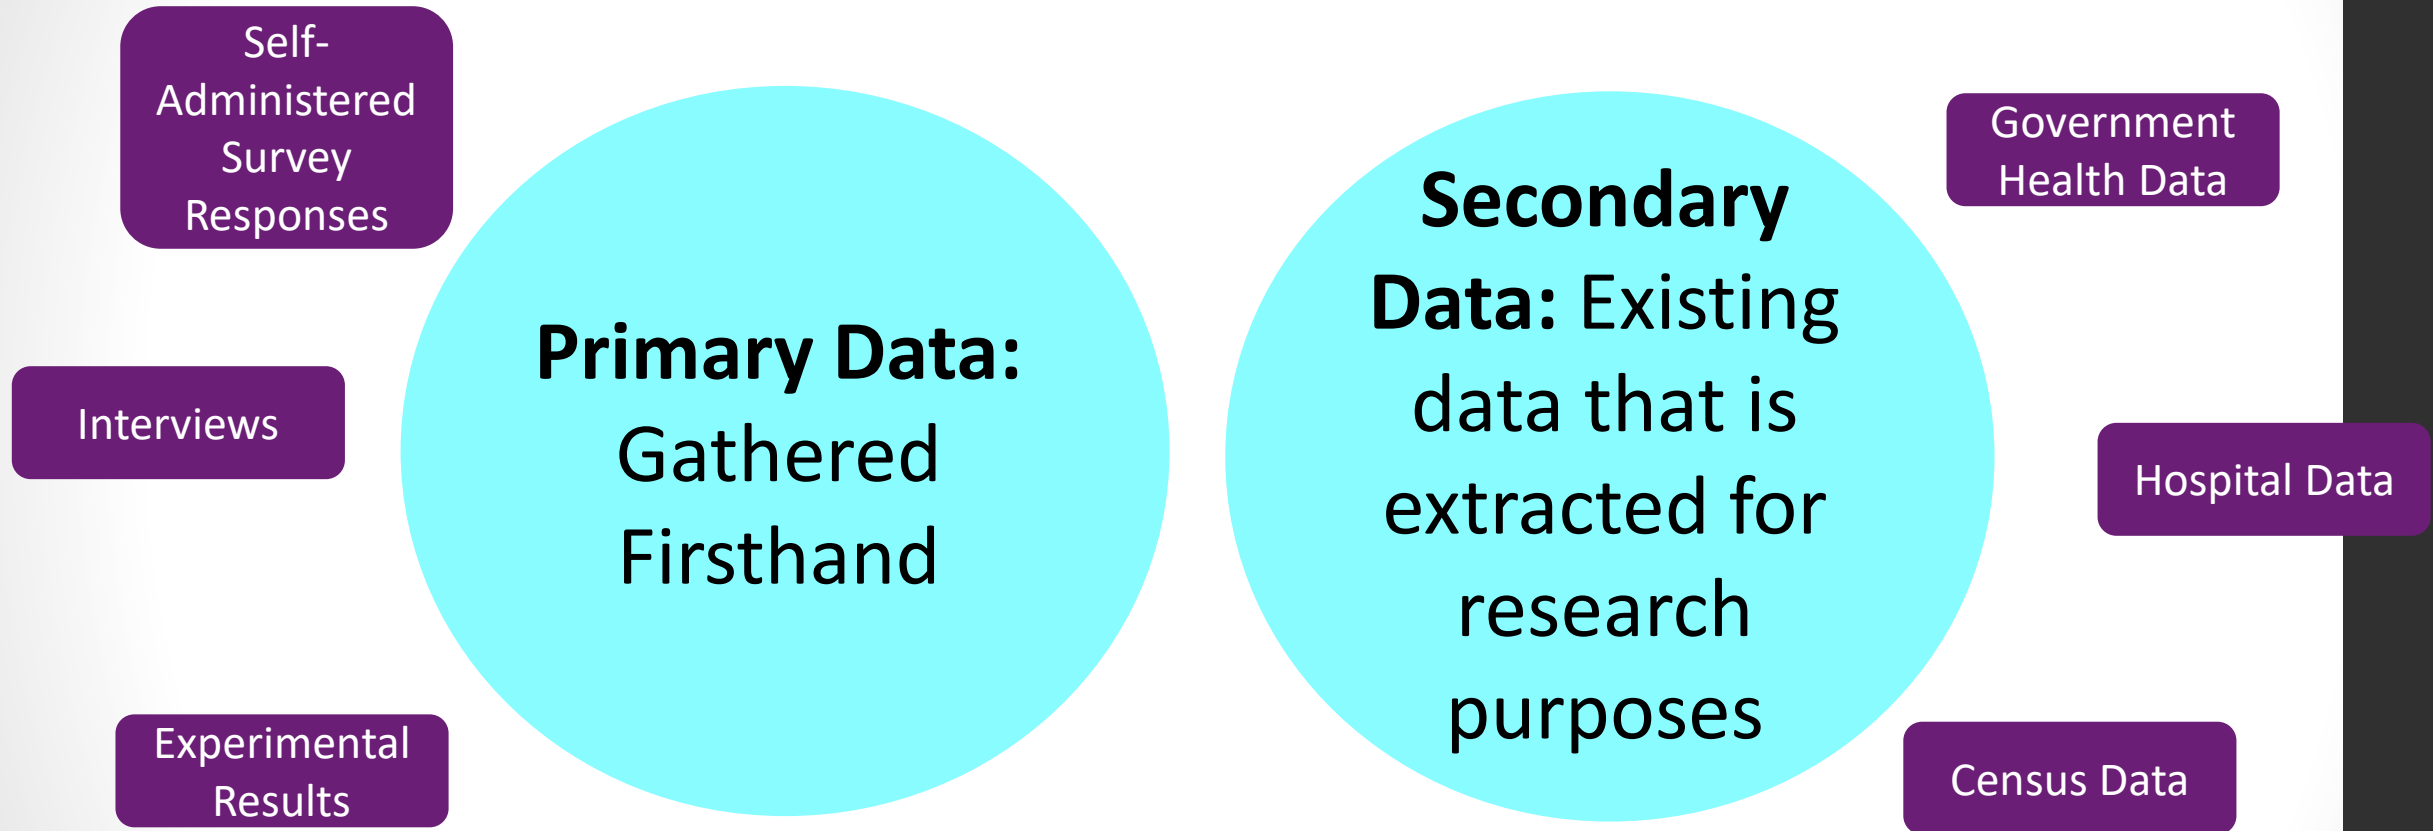 Self-
Administered
Survey
Responses
Interviews
Experimental
Results
Primary Data:
Gathered
Firsthand
Secondary
Data: Existing
data that is
extracted for
research
purposes
Government
Health Data
Hospital Data
Census Data